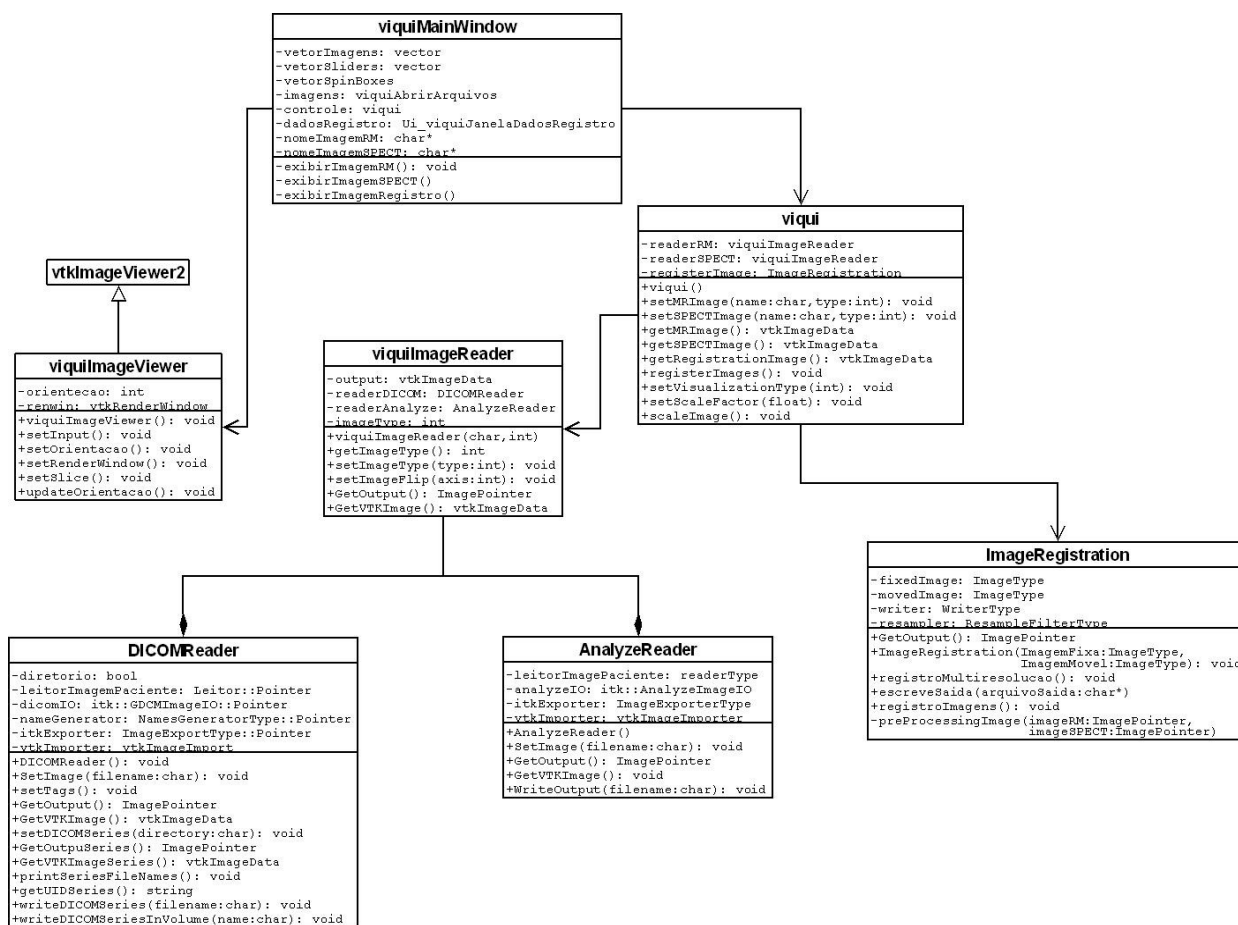 viquiMainWindow
-vetorImagens: vector
-vetorSliders: vector
-vetorSpinBoxes
-imagens: viquiAbrirArquivos
-controle: viqui
-dadosRegistro: Ui_viquiJanelaDadosRegistro
-nomeImagemRM: char*
-nomeImagemSPECT: char*
-exibirImagemRM(): void
-exibirImagemSPECT()
-exibirImagemRegistro()
viqui
-readerRM: viquiImageReader
-readerSPECT: viquiImageReader
-registerImage: ImageRegistration
+viqui()
+setMRImage(name:char,type:int): void
+setSPECTImage(name:char,type:int): void
+getMRImage(): vtkImageData
+getSPECTImage(): vtkImageData
+getRegistrationImage(): vtkImageData
+registerImages(): void
+setVisualizationType(int): void
+setScaleFactor(float): void
+scaleImage(): void
vtkImageViewer2
viquiImageViewer
-orientecao: int
-renwin: vtkRenderWindow
+viquiImageViewer(): void
+setInput(): void
+setOrientacao(): void
+setRenderWindow(): void
+setSlice(): void
+updateOrientacao(): void
viquiImageReader
-output: vtkImageData
-readerDICOM: DICOMReader
-readerAnalyze: AnalyzeReader
-imageType: int
+viquiImageReader(char,int)
+getImageType(): int
+setImageType(type:int): void
+setImageFlip(axis:int): void
+GetOutput(): ImagePointer
+GetVTKImage(): vtkImageData
ImageRegistration
-fixedImage: ImageType
-movedImage: ImageType
-writer: WriterType
-resampler: ResampleFilterType
+GetOutput(): ImagePointer
+ImageRegistration(ImagemFixa:ImageType,
ImagemMovel:ImageType): void
+registroMultiresolucao(): void
+escreveSaida(arquivoSaida:char*)
+registroImagens(): void
-preProcessingImage(imageRM:ImagePointer,
imageSPECT:ImagePointer)
DICOMReader
-diretorio: bool
-leitorImagemPaciente: Leitor::Pointer
-dicomIO: itk::GDCMImageIO::Pointer
-nameGenerator: NamesGeneratorType::Pointer
-itkExporter: ImageExportType::Pointer
-vtkImporter: vtkImageImport
+DICOMReader(): void
+SetImage(filename:char): void
+setTags(): void
+GetOutput(): ImagePointer
+GetVTKImage(): vtkImageData
+setDICOMSeries(directory:char): void
+GetOutpuSeries(): ImagePointer
+GetVTKImageSeries(): vtkImageData
+printSeriesFileNames(): void
+getUIDSeries(): string
+writeDICOMSeries(filename:char): void
+writeDICOMSeriesInVolume(name:char): void
AnalyzeReader
-leitorImagePaciente: readerType
-analyzeIO: itk::AnalyzeImageIO
-itkExporter: ImageExporterType
-vtkImporter: vtkImageImporter
+AnalyzeReader()
+SetImage(filename:char): void
+GetOutput(): ImagePointer
+GetVTKImage(): void
+WriteOutput(filename:char): void